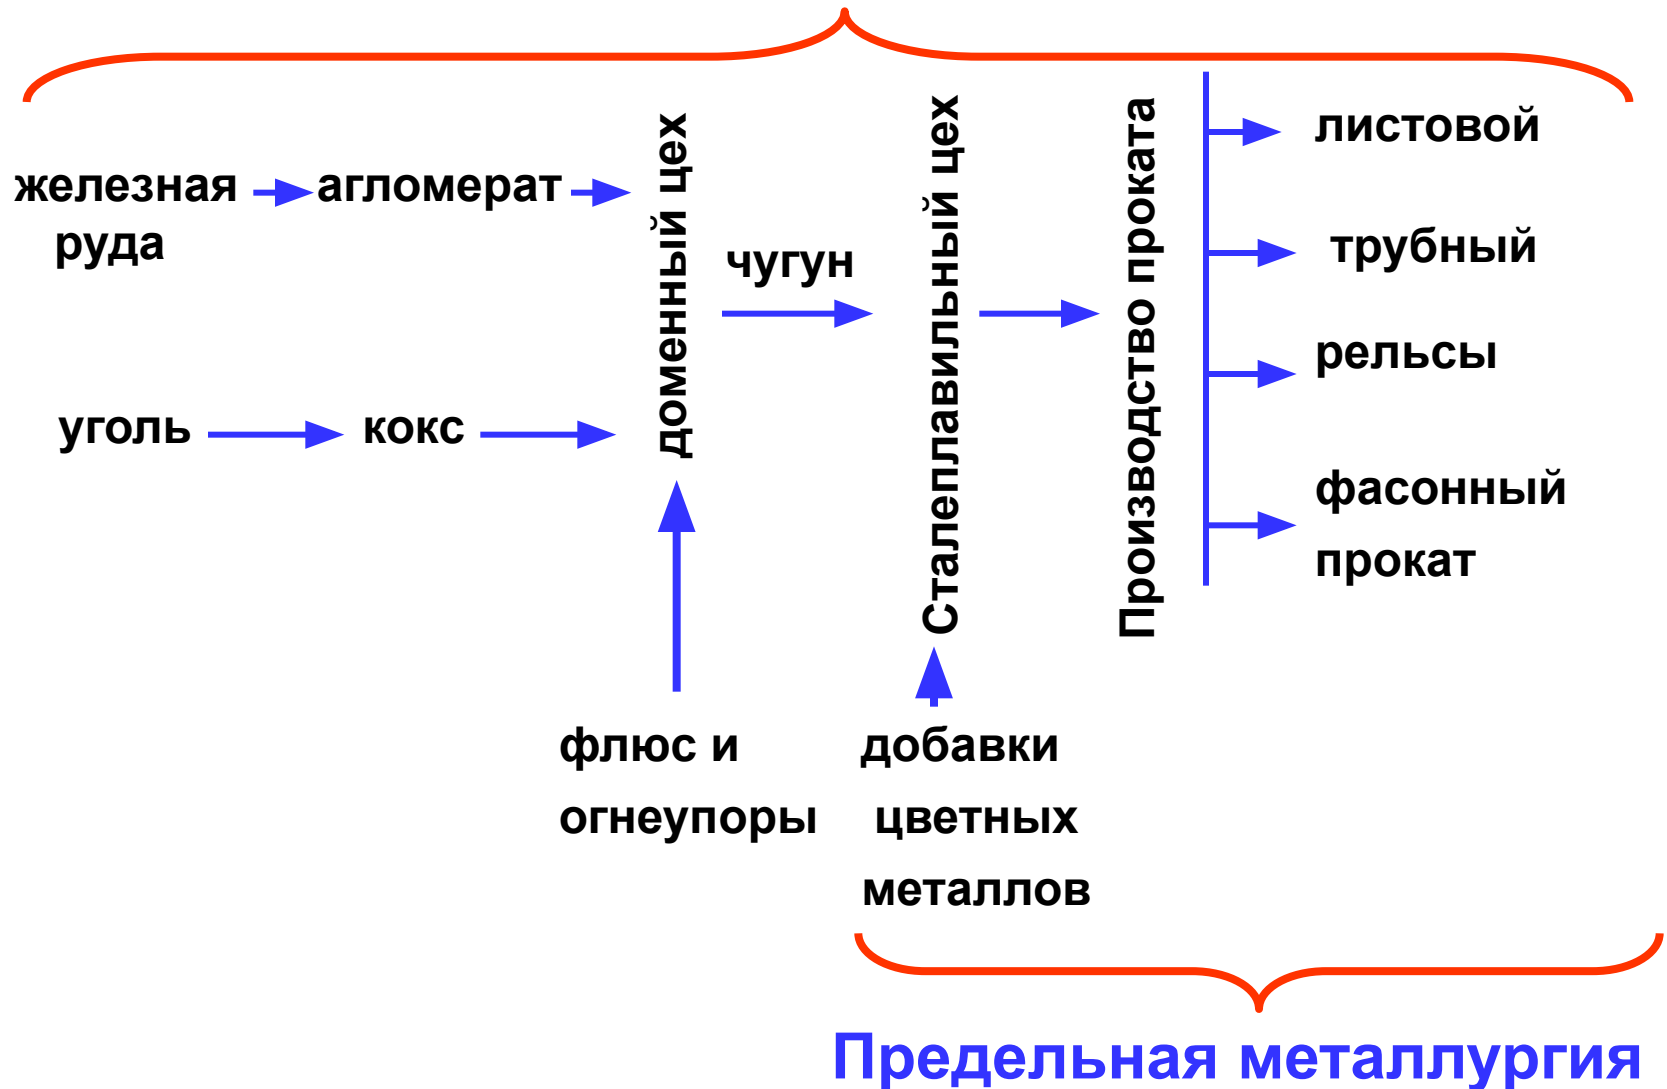 железная
руда
агломерат
уголь
кокс
доменный цех
чугун
Сталеплавильный цех
Производство проката
листовой
трубный
рельсы
фасонный
прокат
флюс и
огнеупоры
добавки
цветных
металлов
Предельная металлургия